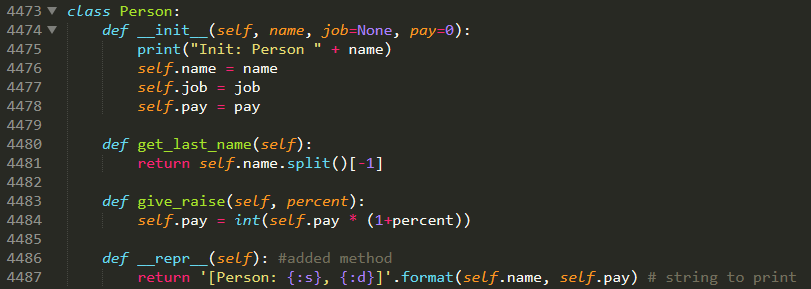 4473 class Person:
4474     def __init__(self, name, job=None, pay=0):
4475         print("Init: Person " + name)
4476         self.name = name
4477         self.job = job
4478         self.pay = pay
4479
4480     def get_last_name(self):
4481         return self.name.split()[-1]
4482
4483     def give_raise(self, percent):
4484         self.pay = int(self.pay * (1+percent))
4485
4486     def __repr__(self): #added method
4487         return '[Person: {:s}, {:d}]'.format(self.name, self.pay) # string to print